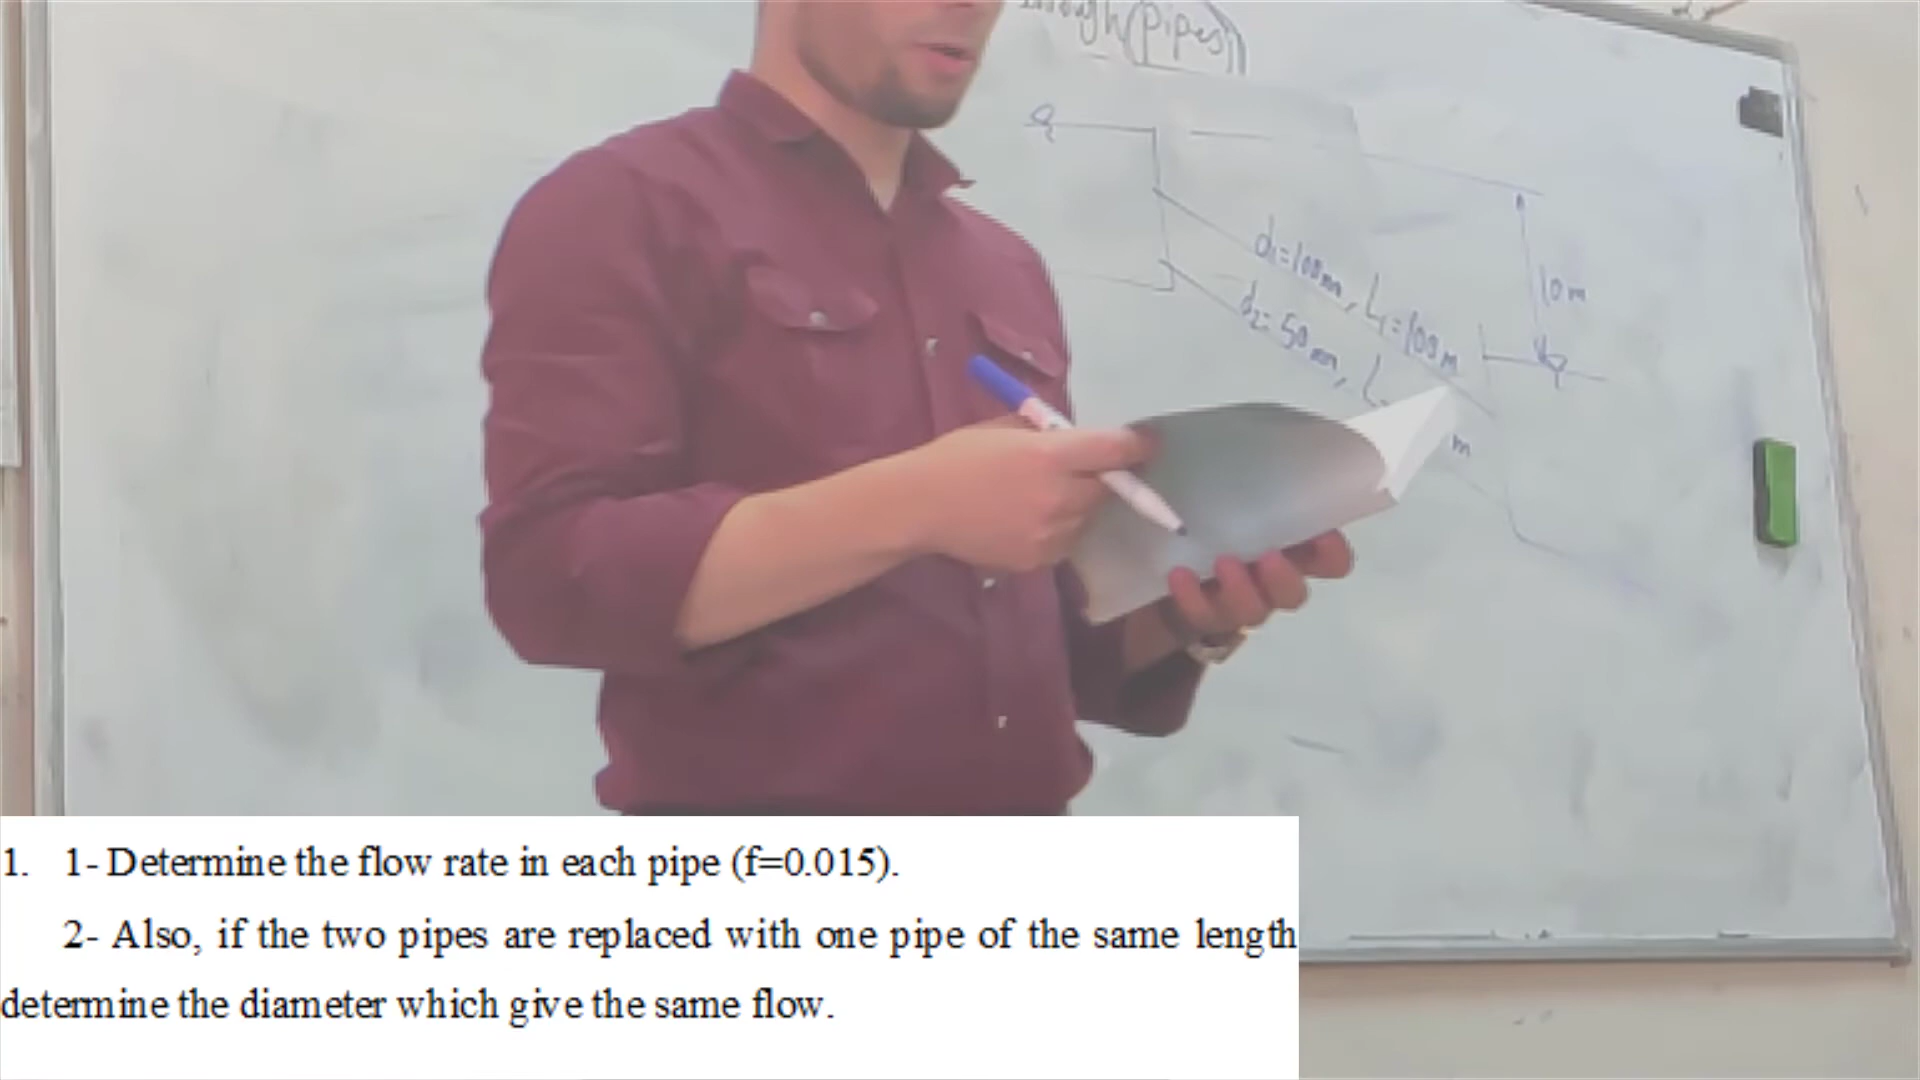 (pipes)
d₁=100mm, L₁=100m
10m
d₂=50mm, L
m
1. 1- Determine the flow rate in each pipe (f=0.015).
2- Also, if the two pipes are replaced with one pipe of the same length
determine the diameter which give the same flow.